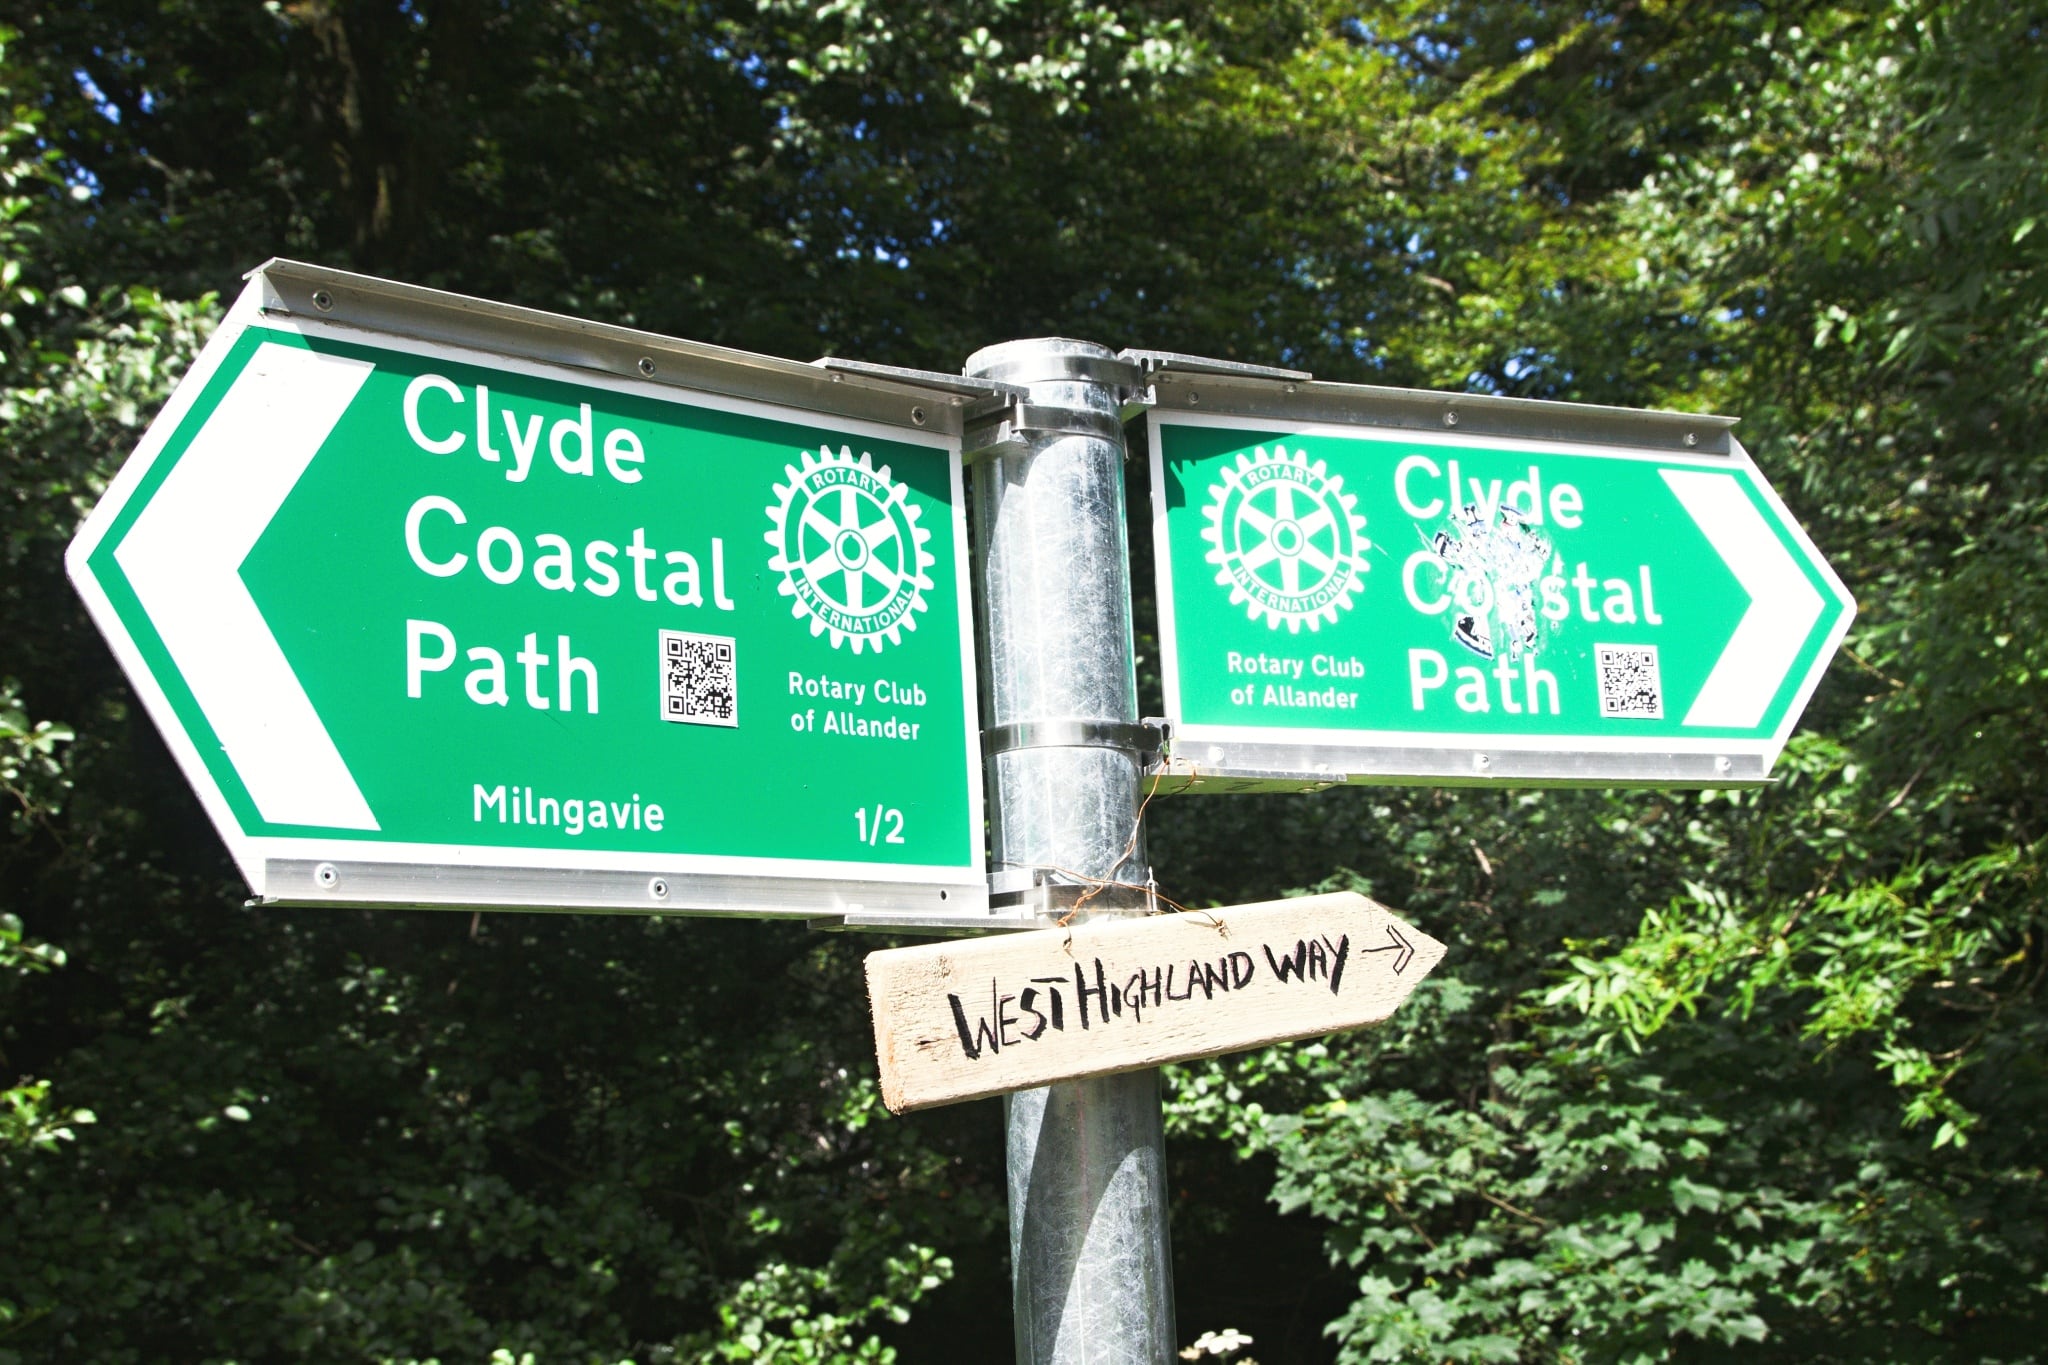 Clyde
Coastal
Path
ROTARY
INTERNATIONAL
Rotary Club
of Allander
Milngavie
1/2
ROTARY
INTERNATIONAL
Rotary Club
of Allander
Clyde
Coastal
Path
WEST HIGHLAND WAY